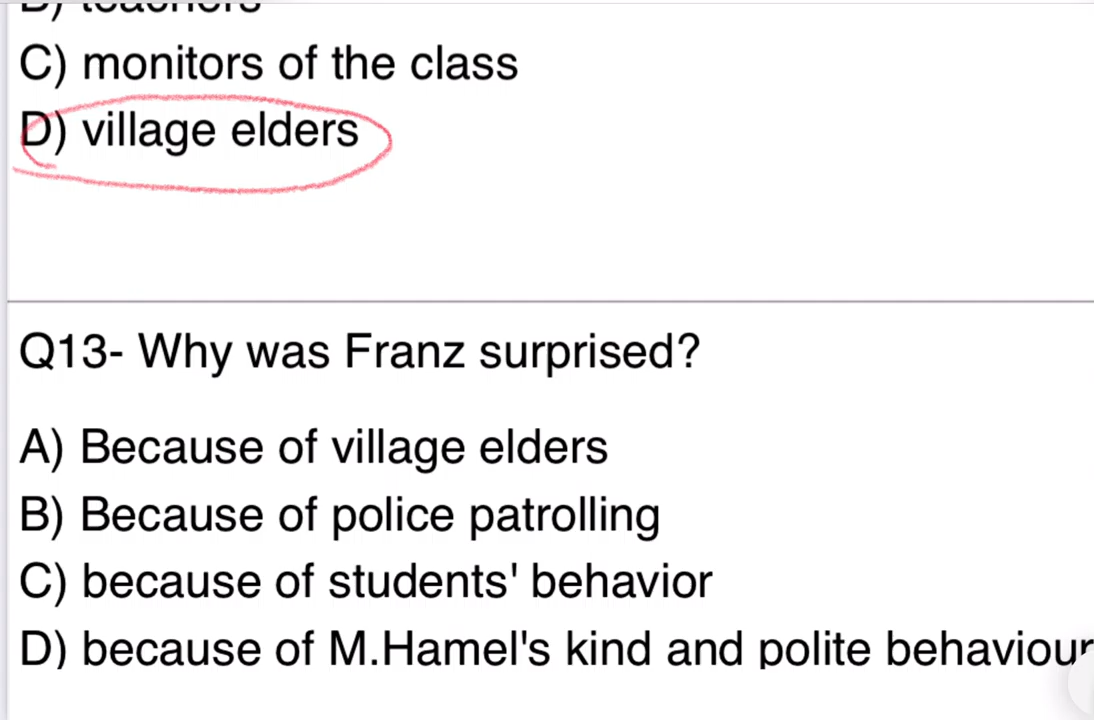 C) monitors of the class
D) village elders
Q13- Why was Franz surprised?
A) Because of village elders
B) Because of police patrolling
C) because of students' behavior
D) because of M.Hamel's kind and polite behaviour